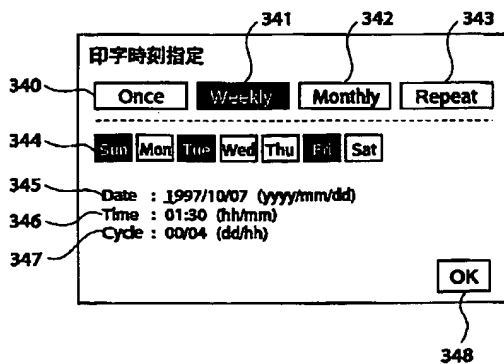 341 342 343
印字時刻指定
340 Once Weekly Monthly Repeat
344 Sun Mon Tue Wed Thu Fri Sat
345 Date : 1997/10/07 (yyyy/mm/dd)
346 Time : 01:30 (hh/mm)
347 Cycle : 00/04 (dd/hh)
OK
348